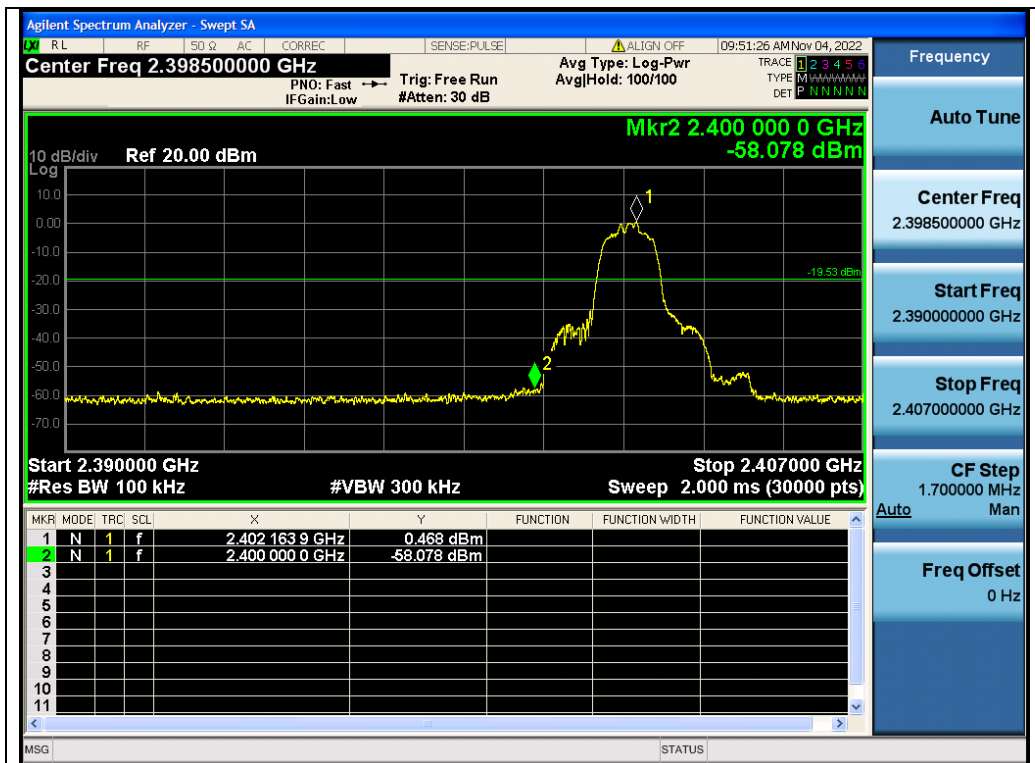 Agilent Spectrum Analyzer - Swept SA
LXI RL RF 50 Ω AC CORREC SENSE:PULSE ALIGN OFF 09:51:26 AM Nov 04, 2022
Center Freq 2.398500000 GHz
PNO: Fast
IFGain:Low
Trig: Free Run
#Atten: 30 dB
Avg Type: Log-Pwr
Avg|Hold: 100/100
TRACE 1 2 3 4 5 6
TYPE M WWWWW
DET P N N N N N
Mkr2 2.400 000 0 GHz
-58.078 dBm
10 dB/div Ref 20.00 dBm
Log
10.0
0.00
-10.0
-20.0
-30.0
-40.0
-50.0
-60.0
-70.0
1
-19.53 dBm
2
Start 2.390000 GHz Stop 2.407000 GHz
#Res BW 100 kHz #VBW 300 kHz Sweep 2.000 ms (30000 pts)
MKR MODE TRC SCL X Y FUNCTION FUNCTION WIDTH FUNCTION VALUE
1 N 1 f 2.402 163 9 GHz 0.468 dBm
2 N 1 f 2.400 000 0 GHz -58.078 dBm
3
4
5
6
7
8
9
10
11
MSG STATUS
Frequency
Auto Tune
Center Freq
2.398500000 GHz
Start Freq
2.390000000 GHz
Stop Freq
2.407000000 GHz
CF Step
1.700000 MHz
Auto Man
Freq Offset
0 Hz